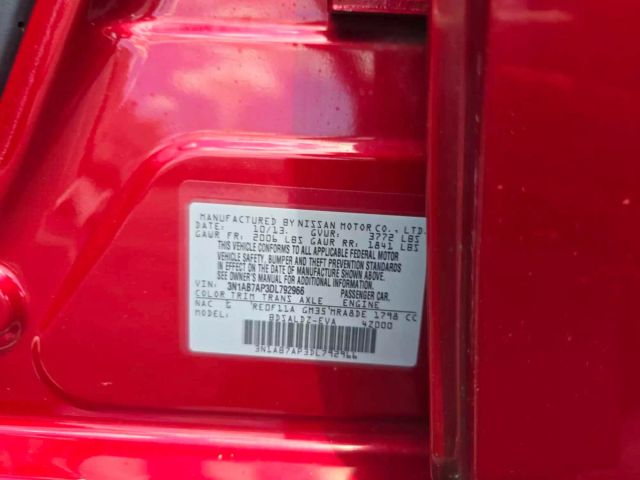 MANUFACTURED BY NISSAN MOTOR CO., LTD.
DATE: 10/13. GVWR: 3772 LBS
GAWR FR: 2006 LBS GAWR RR: 1841 LBS
THIS VEHICLE CONFORMS TO ALL APPLICABLE FEDERAL MOTOR
VEHICLE SAFETY, BUMPER AND THEFT PREVENTION STANDARDS
IN EFFECT ON THE DATE OF MANUFACTURE SHOWN ABOVE.
SEE OWNER'S MANUAL FOR ADDITIONAL INFORMATION.
VIN: 3N1AB7AP3DL792966 PASSENGER CAR.
COLOR TRIM TRANS AXLE ENGINE
NAC G RE0F11A GM35 MRA8DE 1798 CC
MODEL: BDSALDZ-EVA 4Z000
3N1AB7AP3DL792966